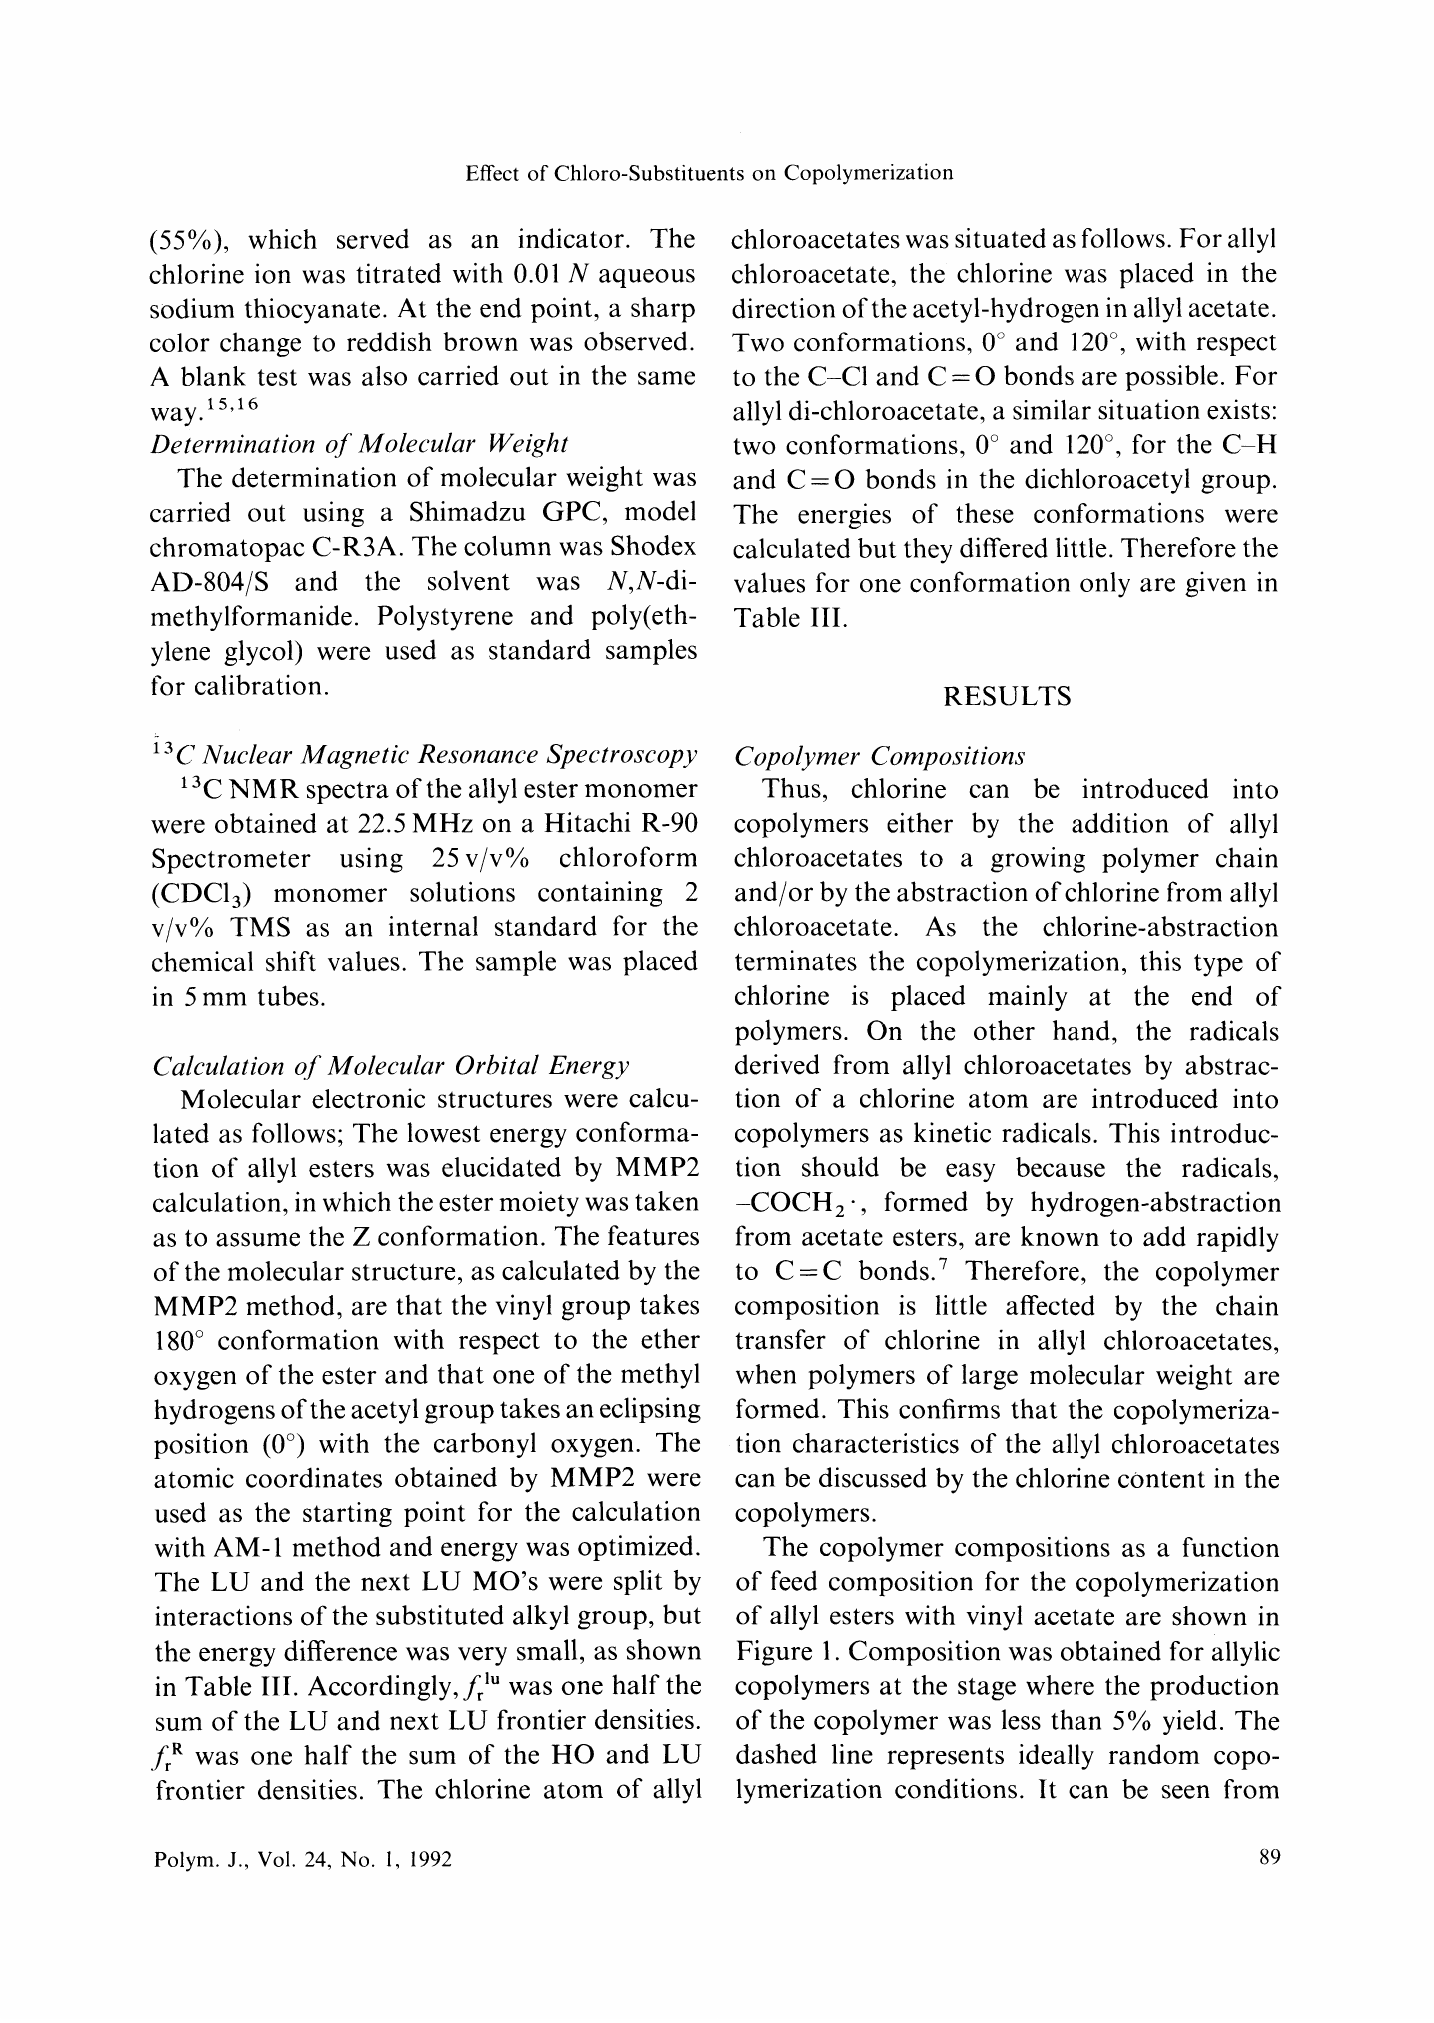 Effect of Chloro-Substituents on Copolymerization
(55%), which served as an indicator. The
chlorine ion was titrated with 0.01 N aqueous
sodium thiocyanate. At the end point, a sharp
color change to reddish brown was observed.
A blank test was also carried out in the same
way.15,16
Determination of Molecular Weight
The determination of molecular weight was
carried out using a Shimadzu GPC, model
chromatopac C-R3A. The column was Shodex
AD-804/S and the solvent was N,N-di-
methylformanide. Polystyrene and poly(eth-
ylene glycol) were used as standard samples
for calibration.
13C Nuclear Magnetic Resonance Spectroscopy
13C NMR spectra of the allyl ester monomer
were obtained at 22.5 MHz on a Hitachi R-90
Spectrometer using 25 v/v% chloroform
(CDCl3) monomer solutions containing 2
v/v% TMS as an internal standard for the
chemical shift values. The sample was placed
in 5 mm tubes.
Calculation of Molecular Orbital Energy
Molecular electronic structures were calcu-
lated as follows; The lowest energy conforma-
tion of allyl esters was elucidated by MMP2
calculation, in which the ester moiety was taken
as to assume the Z conformation. The features
of the molecular structure, as calculated by the
MMP2 method, are that the vinyl group takes
180° conformation with respect to the ether
oxygen of the ester and that one of the methyl
hydrogens of the acetyl group takes an eclipsing
position (0°) with the carbonyl oxygen. The
atomic coordinates obtained by MMP2 were
used as the starting point for the calculation
with AM-1 method and energy was optimized.
The LU and the next LU MO's were split by
interactions of the substituted alkyl group, but
the energy difference was very small, as shown
in Table III. Accordingly, fr^lu was one half the
sum of the LU and next LU frontier densities.
fr^R was one half the sum of the HO and LU
frontier densities. The chlorine atom of allyl
chloroacetates was situated as follows. For allyl
chloroacetate, the chlorine was placed in the
direction of the acetyl-hydrogen in allyl acetate.
Two conformations, 0° and 120°, with respect
to the C–Cl and C=O bonds are possible. For
allyl di-chloroacetate, a similar situation exists:
two conformations, 0° and 120°, for the C–H
and C=O bonds in the dichloroacetyl group.
The energies of these conformations were
calculated but they differed little. Therefore the
values for one conformation only are given in
Table III.
RESULTS
Copolymer Compositions
Thus, chlorine can be introduced into
copolymers either by the addition of allyl
chloroacetates to a growing polymer chain
and/or by the abstraction of chlorine from allyl
chloroacetate. As the chlorine-abstraction
terminates the copolymerization, this type of
chlorine is placed mainly at the end of
polymers. On the other hand, the radicals
derived from allyl chloroacetates by abstrac-
tion of a chlorine atom are introduced into
copolymers as kinetic radicals. This introduc-
tion should be easy because the radicals,
–COCH2·, formed by hydrogen-abstraction
from acetate esters, are known to add rapidly
to C=C bonds.7 Therefore, the copolymer
composition is little affected by the chain
transfer of chlorine in allyl chloroacetates,
when polymers of large molecular weight are
formed. This confirms that the copolymeriza-
tion characteristics of the allyl chloroacetates
can be discussed by the chlorine content in the
copolymers.
The copolymer compositions as a function
of feed composition for the copolymerization
of allyl esters with vinyl acetate are shown in
Figure 1. Composition was obtained for allylic
copolymers at the stage where the production
of the copolymer was less than 5% yield. The
dashed line represents ideally random copo-
lymerization conditions. It can be seen from
Polym. J., Vol. 24, No. 1, 1992
89